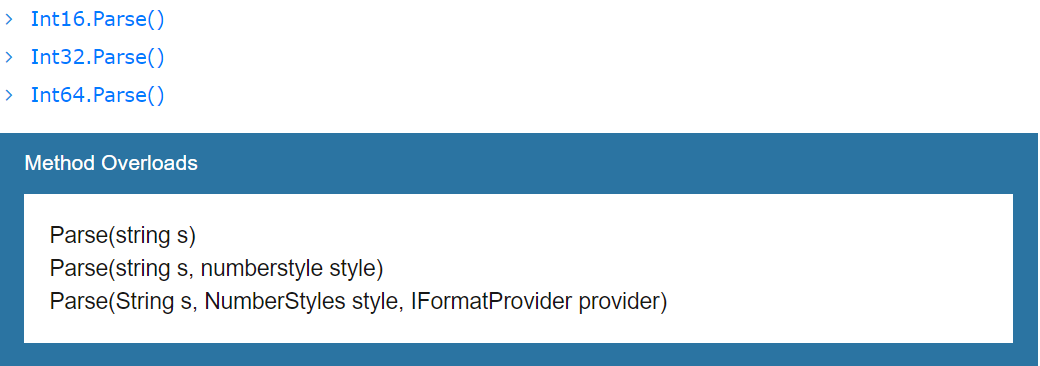 Int16.Parse()
Int32.Parse()
Int64.Parse()
Method Overloads
Parse(string s)
Parse(string s, numberstyle style)
Parse(String s, NumberStyles style, IFormatProvider provider)